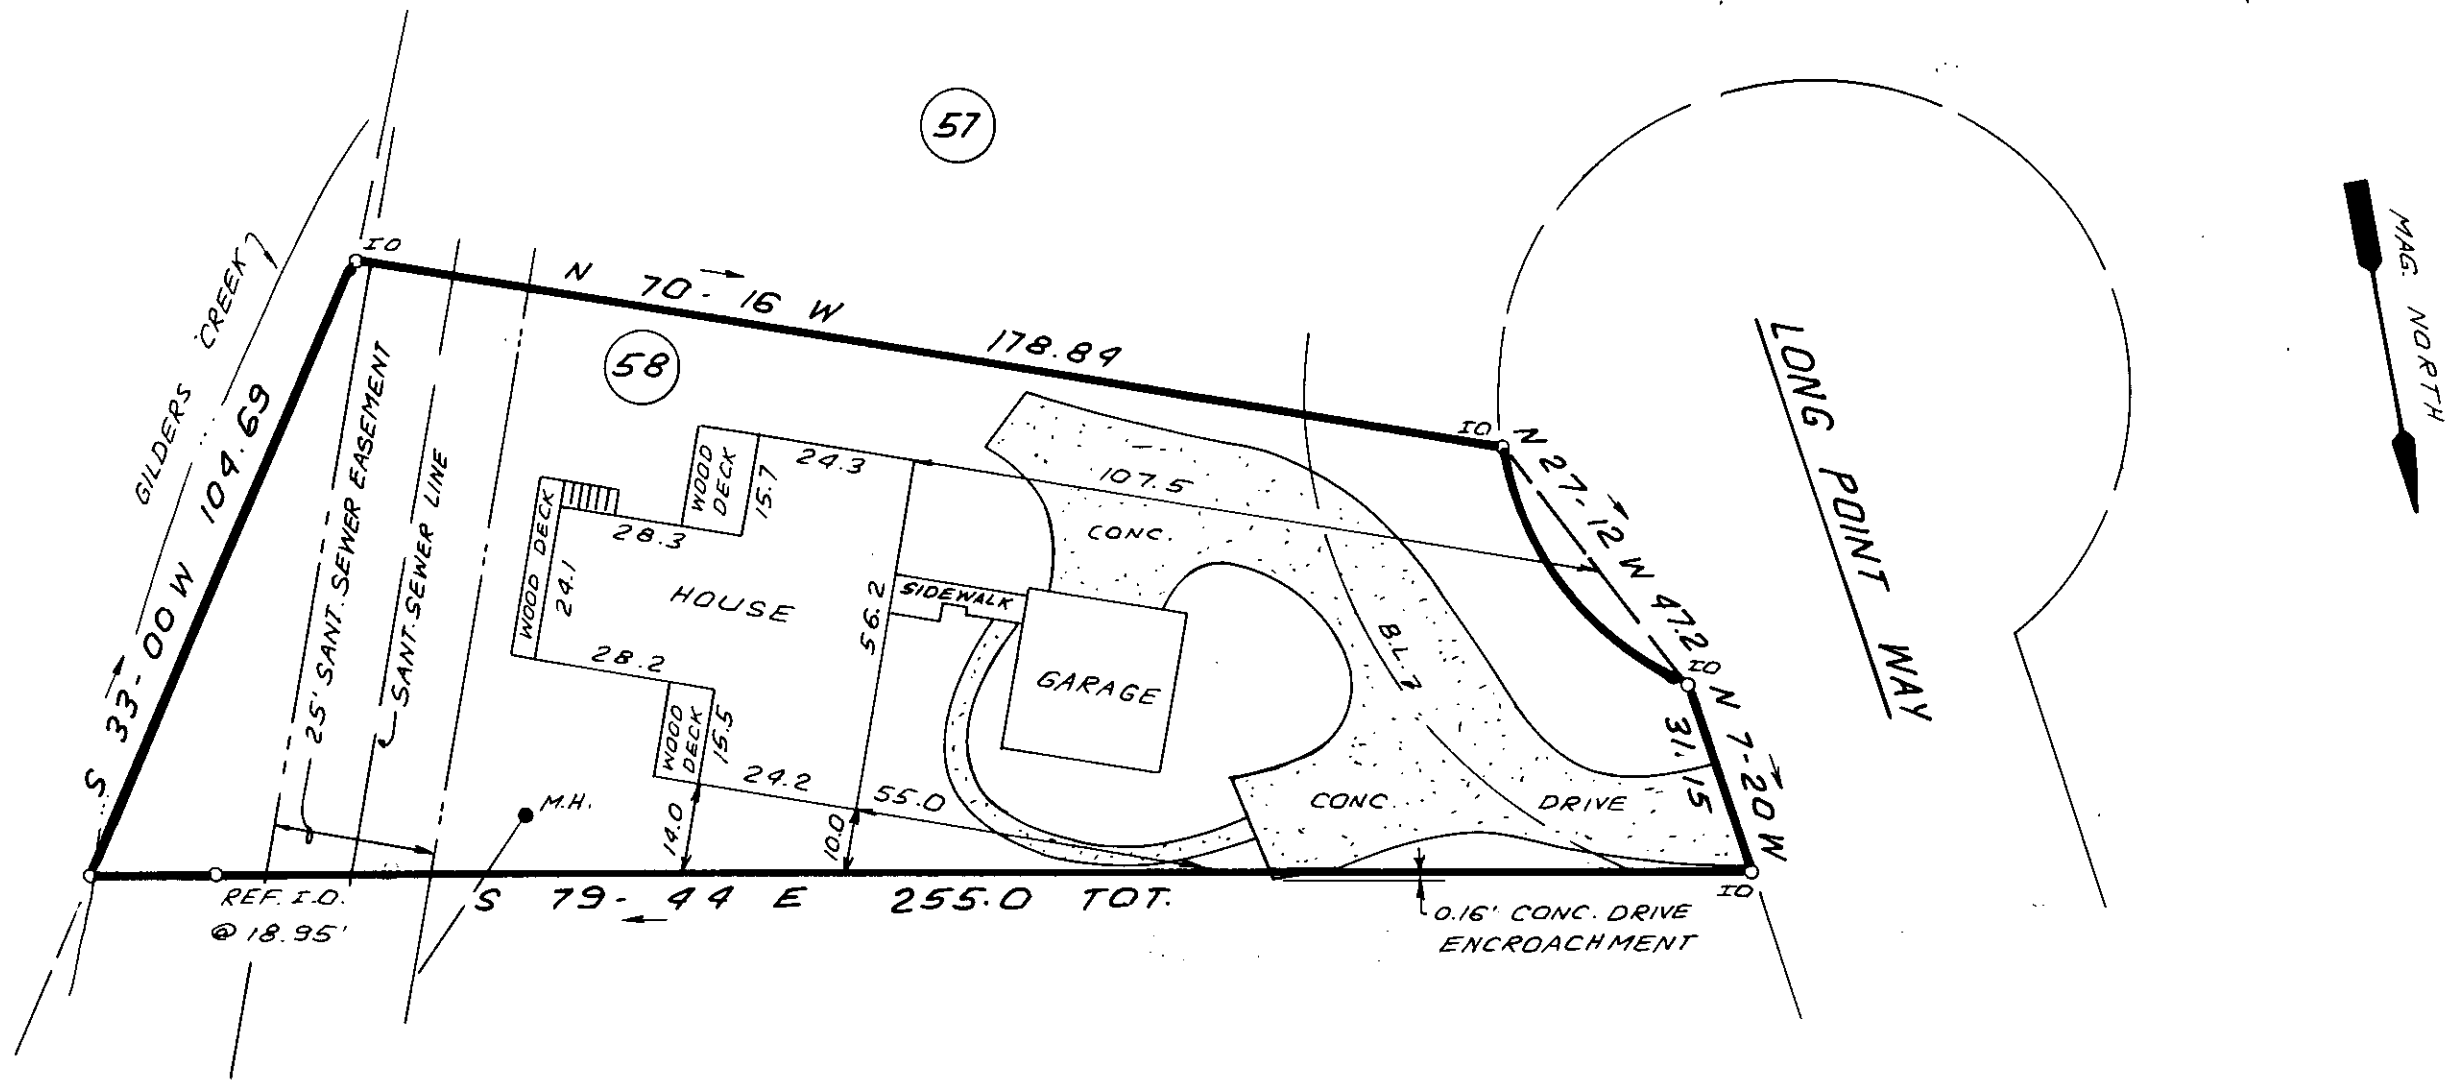 57
GILDERS CREEK
IO
N 70-16 W 178.84
58
S 33-00 W 104.69
25' SANT. SEWER EASEMENT
SANT. SEWER LINE
WOOD DECK
24.1
28.3
WOOD
DECK
15.7
24.3
107.5
CONC.
HOUSE
SIDEWALK
56.2
28.2
WOOD
DECK
15.5
24.2
GARAGE
55.0
14.0
10.0
M.H.
B.L.
CONC. DRIVE
IO
N 27-12 W 47.2
IO
N 7-20 W
31.15
IO
LONG POINT WAY
MAG. NORTH
REF. I.O.
@ 18.95'
S 79-44 E 255.0 TOT.
0.16' CONC. DRIVE
ENCROACHMENT